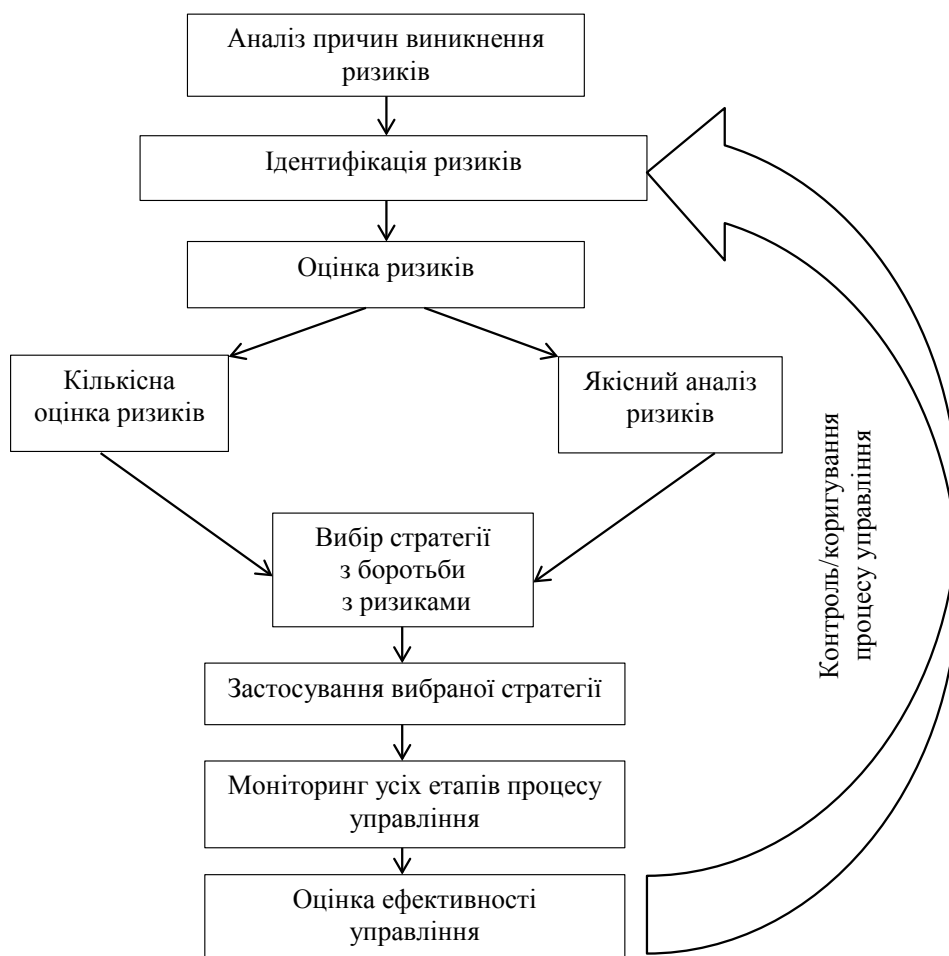 Аналіз причин виникнення
ризиків
Ідентифікація ризиків
Оцінка ризиків
Кількісна
оцінка ризиків
Якісний аналіз
ризиків
Вибір стратегії
з боротьби
з ризиками
Застосування вибраної стратегії
Моніторинг усіх етапів процесу
управління
Оцінка ефективності
управління
Контроль/коригування
процесу управління